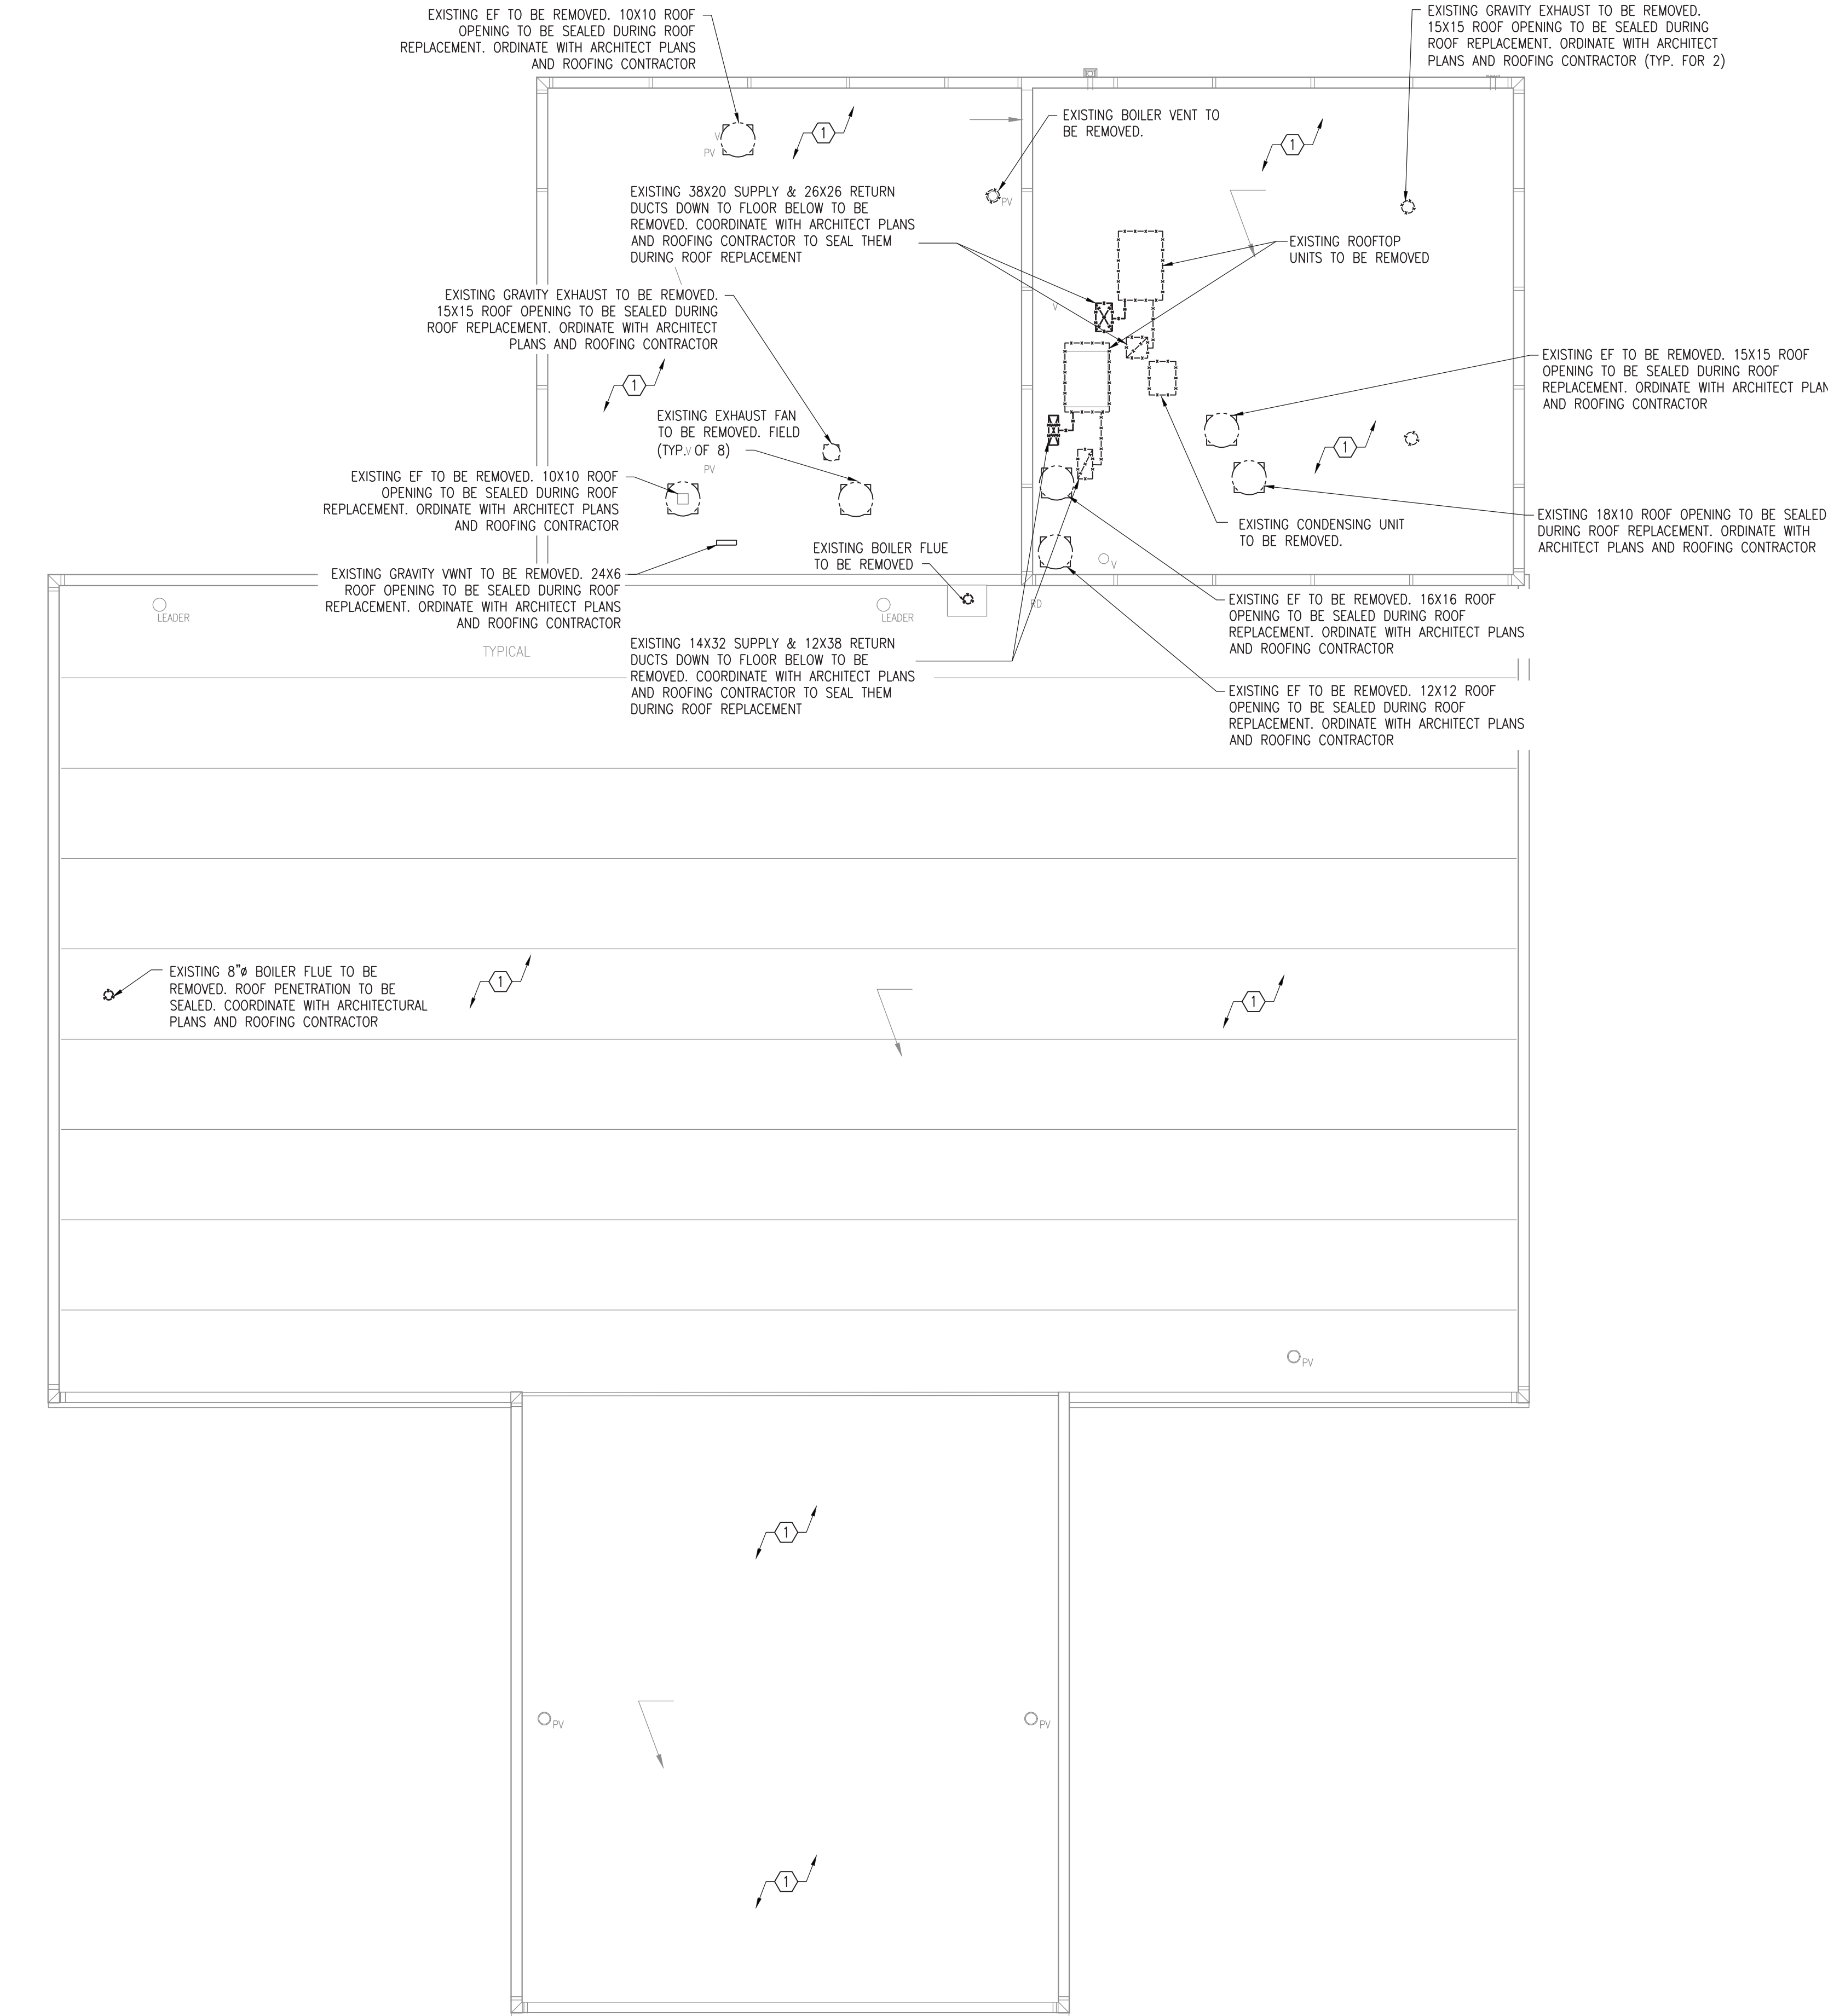 EXISTING EF TO BE REMOVED. 10X10 ROOF
OPENING TO BE SEALED DURING ROOF
REPLACEMENT. ORDINATE WITH ARCHITECT PLANS
AND ROOFING CONTRACTOR
EXISTING GRAVITY EXHAUST TO BE REMOVED.
15X15 ROOF OPENING TO BE SEALED DURING
ROOF REPLACEMENT. ORDINATE WITH ARCHITECT
PLANS AND ROOFING CONTRACTOR (TYP. FOR 2)
EXISTING BOILER VENT TO
BE REMOVED.
1
1
V
PV
EXISTING 38X20 SUPPLY & 26X26 RETURN
DUCTS DOWN TO FLOOR BELOW TO BE
REMOVED. COORDINATE WITH ARCHITECT PLANS
AND ROOFING CONTRACTOR TO SEAL THEM
DURING ROOF REPLACEMENT
PV
EXISTING ROOFTOP
UNITS TO BE REMOVED
EXISTING GRAVITY EXHAUST TO BE REMOVED.
15X15 ROOF OPENING TO BE SEALED DURING
ROOF REPLACEMENT. ORDINATE WITH ARCHITECT
PLANS AND ROOFING CONTRACTOR
V
EXISTING EF TO BE REMOVED. 15X15 ROOF
OPENING TO BE SEALED DURING ROOF
REPLACEMENT. ORDINATE WITH ARCHITECT PLAN
AND ROOFING CONTRACTOR
1
EXISTING EXHAUST FAN
TO BE REMOVED. FIELD
(TYP. OF 8)
V
PV
1
EXISTING EF TO BE REMOVED. 10X10 ROOF
OPENING TO BE SEALED DURING ROOF
REPLACEMENT. ORDINATE WITH ARCHITECT PLANS
AND ROOFING CONTRACTOR
EXISTING CONDENSING UNIT
TO BE REMOVED.
EXISTING 18X10 ROOF OPENING TO BE SEALED
DURING ROOF REPLACEMENT. ORDINATE WITH
ARCHITECT PLANS AND ROOFING CONTRACTOR
EXISTING BOILER FLUE
TO BE REMOVED
V
EXISTING GRAVITY VWNT TO BE REMOVED. 24X6
ROOF OPENING TO BE SEALED DURING ROOF
REPLACEMENT. ORDINATE WITH ARCHITECT PLANS
AND ROOFING CONTRACTOR
LEADER
LEADER
RD
EXISTING EF TO BE REMOVED. 16X16 ROOF
OPENING TO BE SEALED DURING ROOF
REPLACEMENT. ORDINATE WITH ARCHITECT PLANS
AND ROOFING CONTRACTOR
TYPICAL
EXISTING 14X32 SUPPLY & 12X38 RETURN
DUCTS DOWN TO FLOOR BELOW TO BE
REMOVED. COORDINATE WITH ARCHITECT PLANS
AND ROOFING CONTRACTOR TO SEAL THEM
DURING ROOF REPLACEMENT
EXISTING EF TO BE REMOVED. 12X12 ROOF
OPENING TO BE SEALED DURING ROOF
REPLACEMENT. ORDINATE WITH ARCHITECT PLANS
AND ROOFING CONTRACTOR
EXISTING 8"ø BOILER FLUE TO BE
REMOVED. ROOF PENETRATION TO BE
SEALED. COORDINATE WITH ARCHITECTURAL
PLANS AND ROOFING CONTRACTOR
1
1
PV
1
PV
PV
1